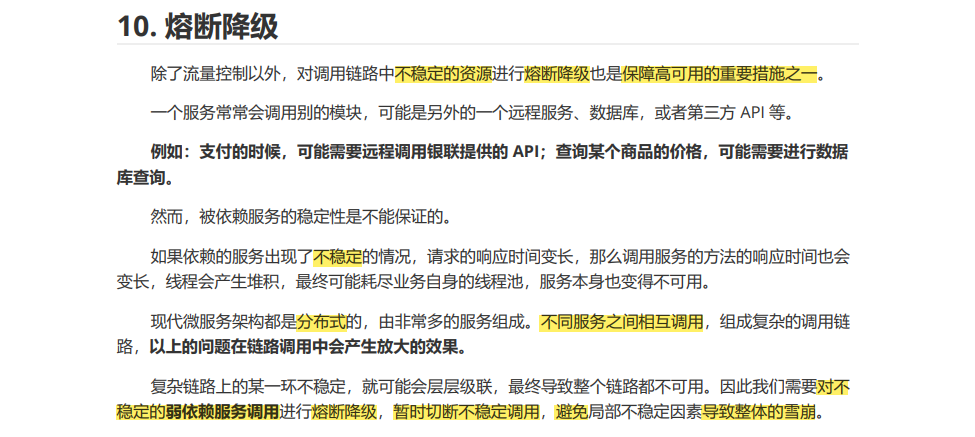 10. 熔断降级
除了流量控制以外，对调用链路中不稳定的资源进行熔断降级也是保障高可用的重要措施之一。
一个服务常常会调用别的模块，可能是另外的一个远程服务、数据库，或者第三方 API 等。
例如：支付的时候，可能需要远程调用银联提供的 API；查询某个商品的价格，可能需要进行数据
库查询。
然而，被依赖服务的稳定性是不能保证的。
如果依赖的服务出现了不稳定的情况，请求的响应时间变长，那么调用服务的方法的响应时间也会
变长，线程会产生堆积，最终可能耗尽业务自身的线程池，服务本身也变得不可用。
现代微服务架构都是分布式的，由非常多的服务组成。不同服务之间相互调用，组成复杂的调用链
路，以上的问题在链路调用中会产生放大的效果。
复杂链路上的某一环不稳定，就可能会层层级联，最终导致整个链路都不可用。因此我们需要对不
稳定的弱依赖服务调用进行熔断降级，暂时切断不稳定调用，避免局部不稳定因素导致整体的雪崩。